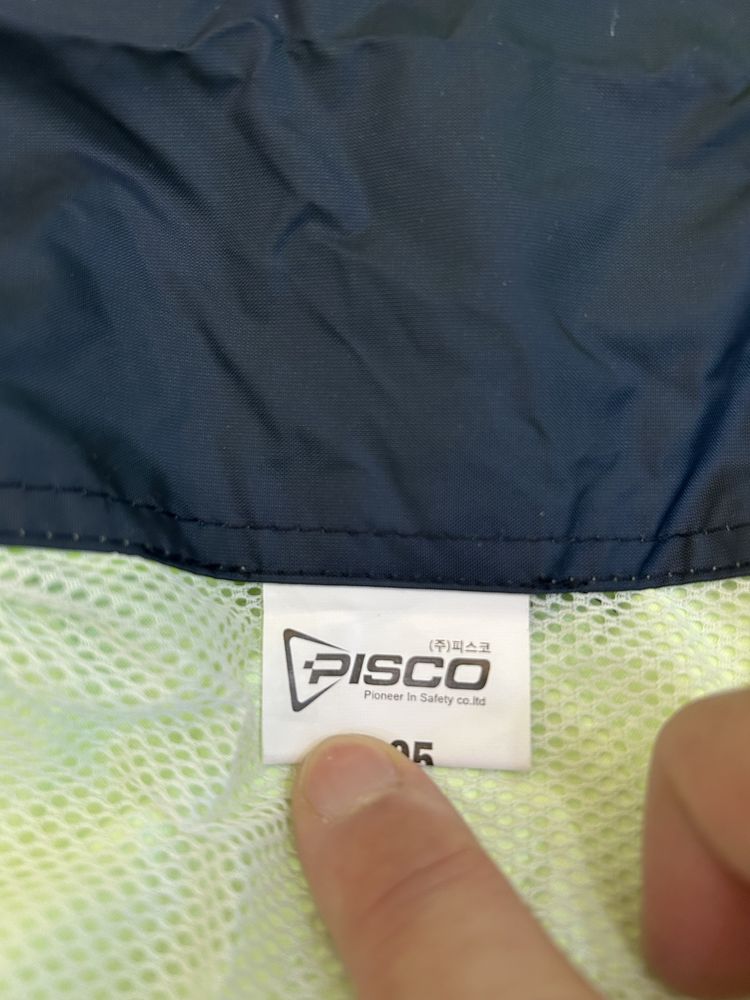 (주)피스코
PISCO
Pioneer In Safety co.ltd